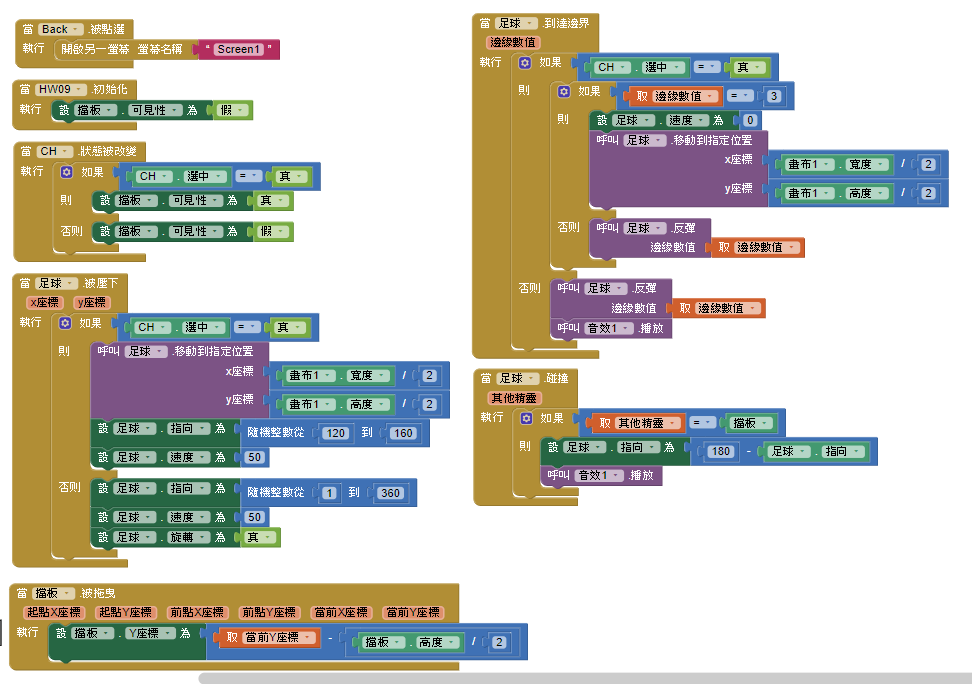 當 Back .被點選
執行 開啟另一螢幕 螢幕名稱 " Screen1 "
當 HW09 .初始化
執行 設 擋板 . 可見性 為 假
當 CH .狀態被改變
執行 如果 CH . 選中 = 真
則 設 擋板 . 可見性 為 真
否則 設 擋板 . 可見性 為 假
當 足球 .被壓下
x座標 y座標
執行 如果 CH . 選中 = 真
則 呼叫 足球 .移動到指定位置
x座標 畫布1 . 寬度 / 2
y座標 畫布1 . 高度 / 2
設 足球 . 指向 為 隨機整數從 120 到 160
設 足球 . 速度 為 50
否則 設 足球 . 指向 為 隨機整數從 1 到 360
設 足球 . 速度 為 50
設 足球 . 旋轉 為 真
當 擋板 .被拖曳
起點X座標 起點Y座標 前點X座標 前點Y座標 當前X座標 當前Y座標
執行 設 擋板 . Y座標 為 取 當前Y座標 - 擋板 . 高度 / 2
當 足球 .到達邊界
邊緣數值
執行 如果 CH . 選中 = 真
則 如果 取 邊緣數值 = 3
則 設 足球 . 速度 為 0
呼叫 足球 .移動到指定位置
x座標 畫布1 . 寬度 / 2
y座標 畫布1 . 高度 / 2
否則 呼叫 足球 .反彈
邊緣數值 取 邊緣數值
否則 呼叫 足球 .反彈
邊緣數值 取 邊緣數值
呼叫 音效1 .播放
當 足球 .碰撞
其他精靈
執行 如果 取 其他精靈 = 擋板
則 設 足球 . 指向 為 180 - 足球 . 指向
呼叫 音效1 .播放